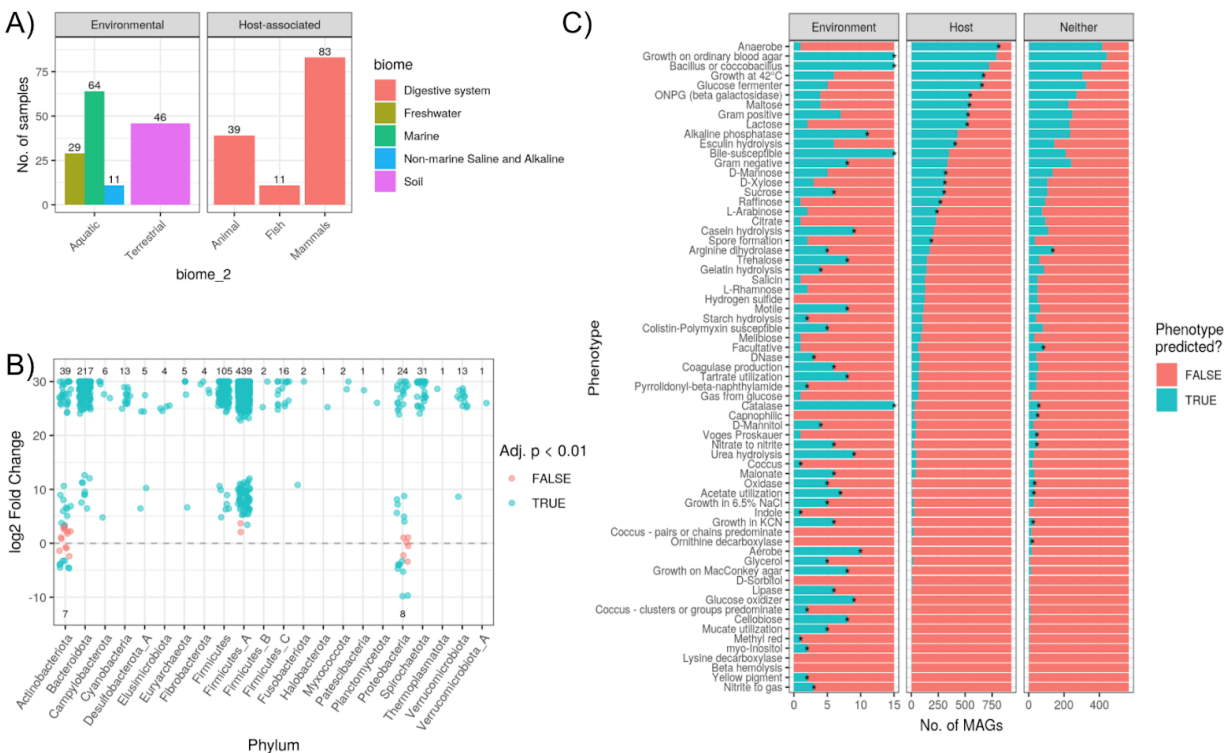 A)
Environmental
Host-associated
83
64
46
39
29
11
11
75
50
25
0
No. of samples
Aquatic
Terrestrial
Animal
Fish
Mammals
biome_2
biome
Digestive system
Freshwater
Marine
Non-marine Saline and Alkaline
Soil
B)
39 217 6 13 5 4 5 4 105 439 2 16 2 1 2 1 1 24 31 1 13 1
30
20
10
0
-10
7
8
log2 Fold Change
Adj. p < 0.01
FALSE
TRUE
Actinobacteriota
Bacteroidota
Campylobacterota
Cyanobacteria
Desulfobacterota_A
Elusimicrobiota
Euryarchaeota
Fibrobacterota
Firmicutes
Firmicutes_A
Firmicutes_B
Firmicutes_C
Fusobacteriota
Halobacterota
Myxococcota
Patescibacteria
Planctomycetota
Proteobacteria
Spirochaetota
Thermoplasmatota
Verrucomicrobiota
Verrucomicrobiota_A
Phylum
C)
Environment
Host
Neither
Anaerobe
Growth on ordinary blood agar
Bacillus or coccobacillus
Growth at 42°C
Glucose fermenter
ONPG (beta galactosidase)
Maltose
Gram positive
Lactose
Alkaline phosphatase
Esculin hydrolysis
Bile-susceptible
Gram negative
D-Mannose
D-Xylose
Sucrose
Raffinose
L-Arabinose
Citrate
Casein hydrolysis
Spore formation
Arginine dihydrolase
Trehalose
Gelatin hydrolysis
Salicin
L-Rhamnose
Hydrogen sulfide
Motile
Starch hydrolysis
Colistin-Polymyxin susceptible
Melibiose
Facultative
DNase
Coagulase production
Tartrate utilization
Pyrrolidonyl-beta-naphthylamide
Gas from glucose
Catalase
Capnophilic
D-Mannitol
Voges Proskauer
Nitrate to nitrite
Urea hydrolysis
Coccus
Malonate
Oxidase
Acetate utilization
Growth in 6.5% NaCl
Indole
Growth in KCN
Coccus - pairs or chains predominate
Ornithine decarboxylase
Aerobe
Glycerol
Growth on MacConkey agar
D-Sorbitol
Lipase
Glucose oxidizer
Coccus - clusters or groups predominate
Cellobiose
Mucate utilization
Methyl red
myo-Inositol
Lysine decarboxylase
Beta hemolysis
Yellow pigment
Nitrite to gas
Phenotype
0 5 10 15
0 250 500 750
0 200 400
No. of MAGs
Phenotype
predicted?
FALSE
TRUE